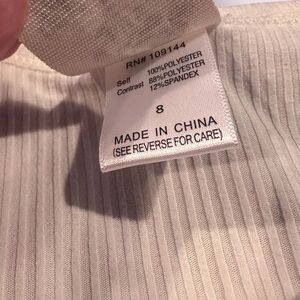 RN# 109144
Self 100%POLYESTER
Contrast 88%POLYESTER
12%SPANDEX
8
MADE IN CHINA
(SEE REVERSE FOR CARE)